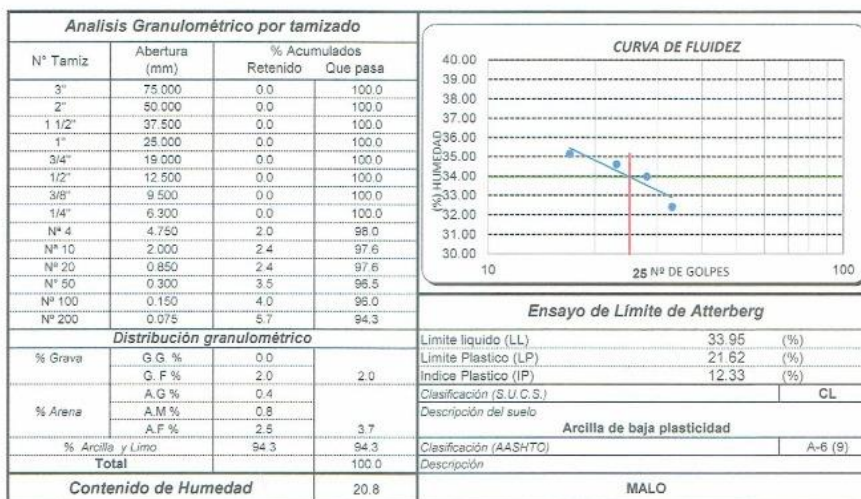 Analisis Granulométrico por tamizado
N° Tamiz Abertura (mm) % Acumulados
Retenido Que pasa
3" 75.000 0.0 100.0
2" 50.000 0.0 100.0
1 1/2" 37.500 0.0 100.0
1" 25.000 0.0 100.0
3/4" 19.000 0.0 100.0
1/2" 12.500 0.0 100.0
3/8" 9.500 0.0 100.0
1/4" 6.300 0.0 100.0
Nª 4 4.750 2.0 98.0
Nª 10 2.000 2.4 97.6
Nº 20 0.850 2.4 97.6
N° 50 0.300 3.5 96.5
Nº 100 0.150 4.0 96.0
Nº 200 0.075 5.7 94.3
Distribución granulométrico
% Grava G.G. % 0.0
G. F % 2.0 2.0
% Arena A.G % 0.4
A.M % 0.8
A.F % 2.5 3.7
% Arcilla y Limo 94.3 94.3
Total 100.0
Contenido de Humedad 20.8
CURVA DE FLUIDEZ
(%) HUMEDAD
40.00
39.00
38.00
37.00
36.00
35.00
34.00
33.00
32.00
31.00
30.00
10 25 Nº DE GOLPES 100
Ensayo de Límite de Atterberg
Limite liquido (LL) 33.95 (%)
Limite Plastico (LP) 21.62 (%)
Indice Plastico (IP) 12.33 (%)
Clasificación (S.U.C.S.) CL
Descripción del suelo
Arcilla de baja plasticidad
Clasificación (AASHTO) A-6 (9)
Descripción
MALO